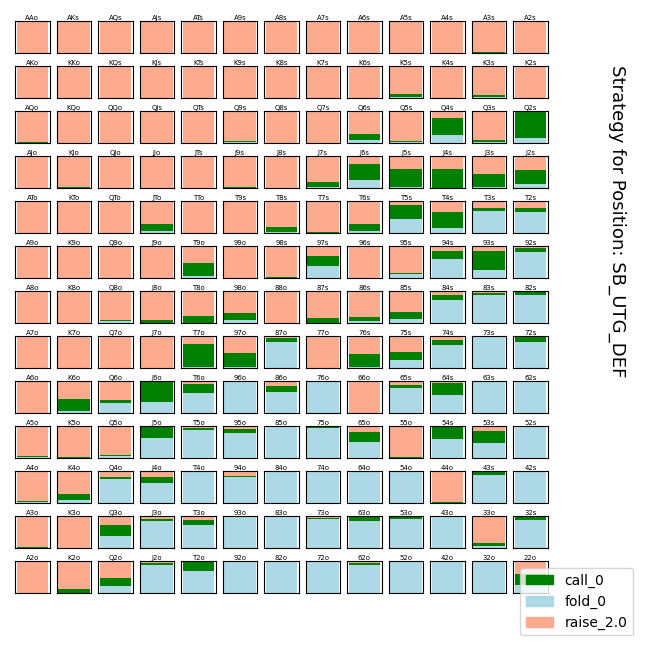 AAo AKs AQs AJs ATs A9s A8s A7s A6s A5s A4s A3s A2s
AKo KKo KQs KJs KTs K9s K8s K7s K6s K5s K4s K3s K2s
AQo KQo QQo QJs QTs Q9s Q8s Q7s Q6s Q5s Q4s Q3s Q2s
AJo KJo QJo JJo JTs J9s J8s J7s J6s J5s J4s J3s J2s
ATo KTo QTo JTo TTo T9s T8s T7s T6s T5s T4s T3s T2s
A9o K9o Q9o J9o T9o 99o 98s 97s 96s 95s 94s 93s 92s
A8o K8o Q8o J8o T8o 98o 88o 87s 86s 85s 84s 83s 82s
A7o K7o Q7o J7o T7o 97o 87o 77o 76s 75s 74s 73s 72s
A6o K6o Q6o J6o T6o 96o 86o 76o 66o 65s 64s 63s 62s
A5o K5o Q5o J5o T5o 95o 85o 75o 65o 55o 54s 53s 52s
A4o K4o Q4o J4o T4o 94o 84o 74o 64o 54o 44o 43s 42s
A3o K3o Q3o J3o T3o 93o 83o 73o 63o 53o 43o 33o 32s
A2o K2o Q2o J2o T2o 92o 82o 72o 62o 52o 42o 32o 22o
Strategy for Position: SB_UTG_DEF
call_0
fold_0
raise_2.0